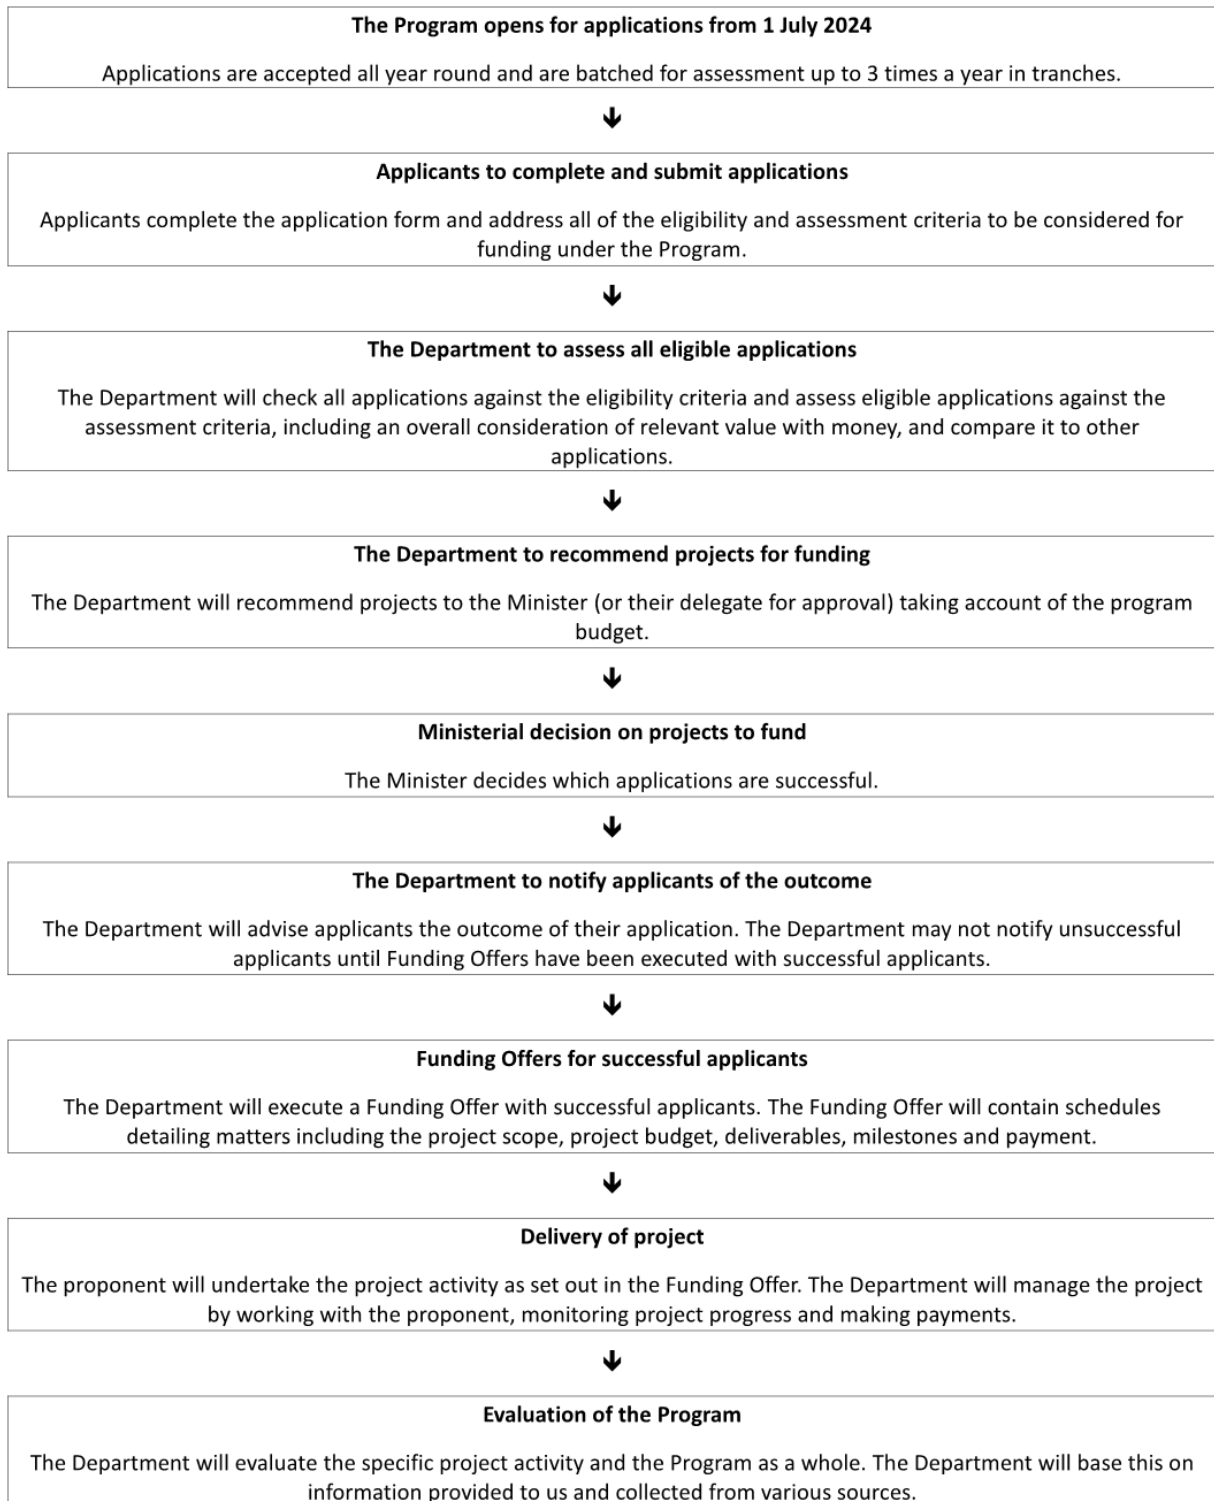 The Program opens for applications from 1 July 2024
Applications are accepted all year round and are batched for assessment up to 3 times a year in tranches.
Applicants to complete and submit applications
Applicants complete the application form and address all of the eligibility and assessment criteria to be considered for
funding under the Program.
The Department to assess all eligible applications
The Department will check all applications against the eligibility criteria and assess eligible applications against the
assessment criteria, including an overall consideration of relevant value with money, and compare it to other
applications.
The Department to recommend projects for funding
The Department will recommend projects to the Minister (or their delegate for approval) taking account of the program
budget.
Ministerial decision on projects to fund
The Minister decides which applications are successful.
The Department to notify applicants of the outcome
The Department will advise applicants the outcome of their application. The Department may not notify unsuccessful
applicants until Funding Offers have been executed with successful applicants.
Funding Offers for successful applicants
The Department will execute a Funding Offer with successful applicants. The Funding Offer will contain schedules
detailing matters including the project scope, project budget, deliverables, milestones and payment.
Delivery of project
The proponent will undertake the project activity as set out in the Funding Offer. The Department will manage the project
by working with the proponent, monitoring project progress and making payments.
Evaluation of the Program
The Department will evaluate the specific project activity and the Program as a whole. The Department will base this on
information provided to us and collected from various sources.